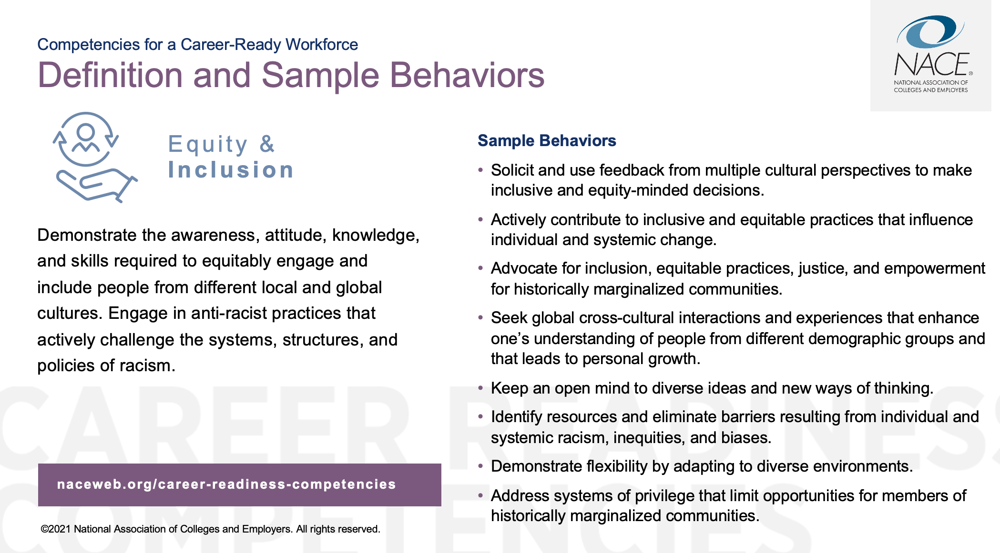 Competencies for a Career-Ready Workforce
Definition and Sample Behaviors
NACE®
NATIONAL ASSOCIATION OF
COLLEGES AND EMPLOYERS
Equity &
Inclusion
Demonstrate the awareness, attitude, knowledge,
and skills required to equitably engage and
include people from different local and global
cultures. Engage in anti-racist practices that
actively challenge the systems, structures, and
policies of racism.
naceweb.org/career-readiness-competencies
©2021 National Association of Colleges and Employers. All rights reserved.
Sample Behaviors
• Solicit and use feedback from multiple cultural perspectives to make
inclusive and equity-minded decisions.
• Actively contribute to inclusive and equitable practices that influence
individual and systemic change.
• Advocate for inclusion, equitable practices, justice, and empowerment
for historically marginalized communities.
• Seek global cross-cultural interactions and experiences that enhance
one’s understanding of people from different demographic groups and
that leads to personal growth.
• Keep an open mind to diverse ideas and new ways of thinking.
• Identify resources and eliminate barriers resulting from individual and
systemic racism, inequities, and biases.
• Demonstrate flexibility by adapting to diverse environments.
• Address systems of privilege that limit opportunities for members of
historically marginalized communities.
CAREER READINESS
COMPETENCIES